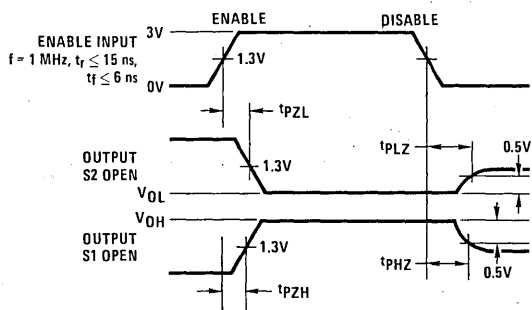 ENABLE
DISABLE
3V
ENABLE INPUT
f = 1 MHz, tr ≤ 15 ns,
tf ≤ 6 ns
1.3V
0V
tPZL
tPLZ
0.5V
OUTPUT
S2 OPEN
1.3V
VOL
VOH
OUTPUT
S1 OPEN
1.3V
tPHZ
0.5V
tPZH